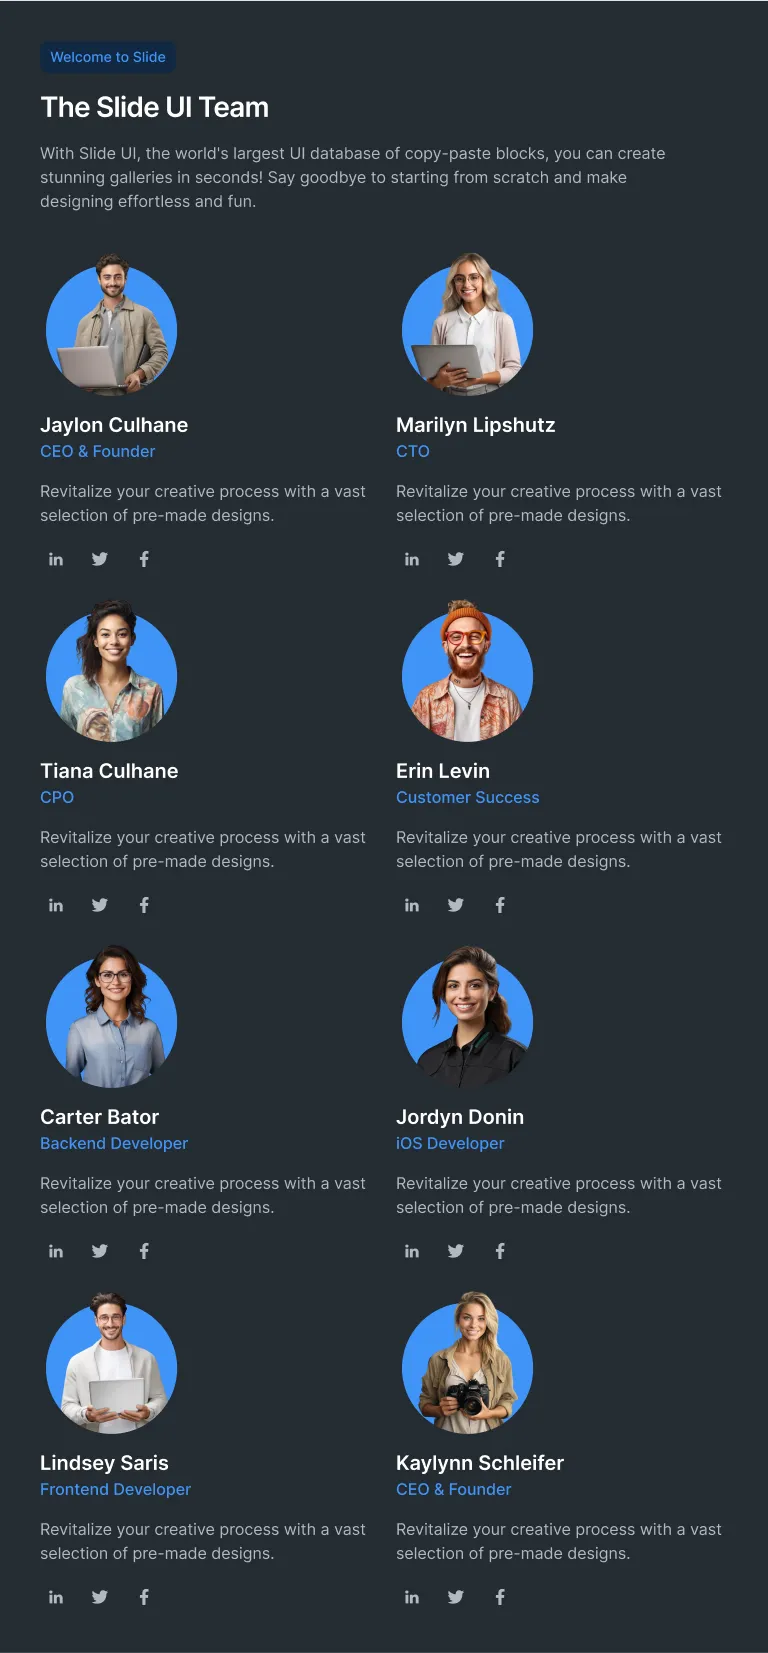 Welcome to Slide
The Slide UI Team
With Slide UI, the world's largest UI database of copy-paste blocks, you can create
stunning galleries in seconds! Say goodbye to starting from scratch and make
designing effortless and fun.
Jaylon Culhane
CEO & Founder
Revitalize your creative process with a vast
selection of pre-made designs.
Marilyn Lipshutz
CTO
Revitalize your creative process with a vast
selection of pre-made designs.
Tiana Culhane
CPO
Revitalize your creative process with a vast
selection of pre-made designs.
Erin Levin
Customer Success
Revitalize your creative process with a vast
selection of pre-made designs.
Carter Bator
Backend Developer
Revitalize your creative process with a vast
selection of pre-made designs.
Jordyn Donin
iOS Developer
Revitalize your creative process with a vast
selection of pre-made designs.
Lindsey Saris
Frontend Developer
Revitalize your creative process with a vast
selection of pre-made designs.
Kaylynn Schleifer
CEO & Founder
Revitalize your creative process with a vast
selection of pre-made designs.